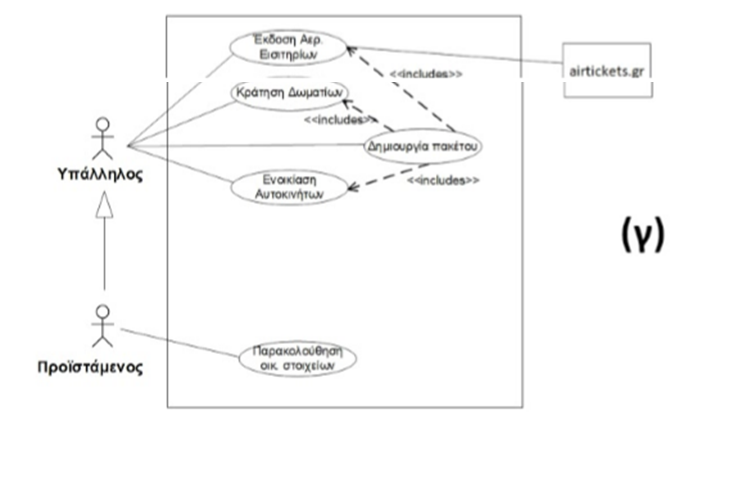 Έκδοση Αερ.
Εισιτηρίων
<<includes>>
airtickets.gr
Κράτηση Δωματίων
<<includes>>
Δημιουργία πακέτου
Υπάλληλος
Ενοικίαση
Αυτοκινήτων
<<includes>>
(γ)
Παρακολούθηση
οικ. στοιχείων
Προϊστάμενος